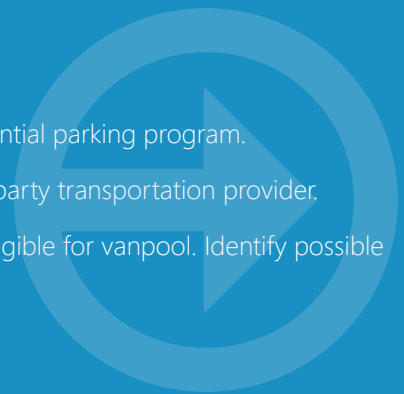 ntial parking program.
party transportation provider.
gible for vanpool. Identify possible